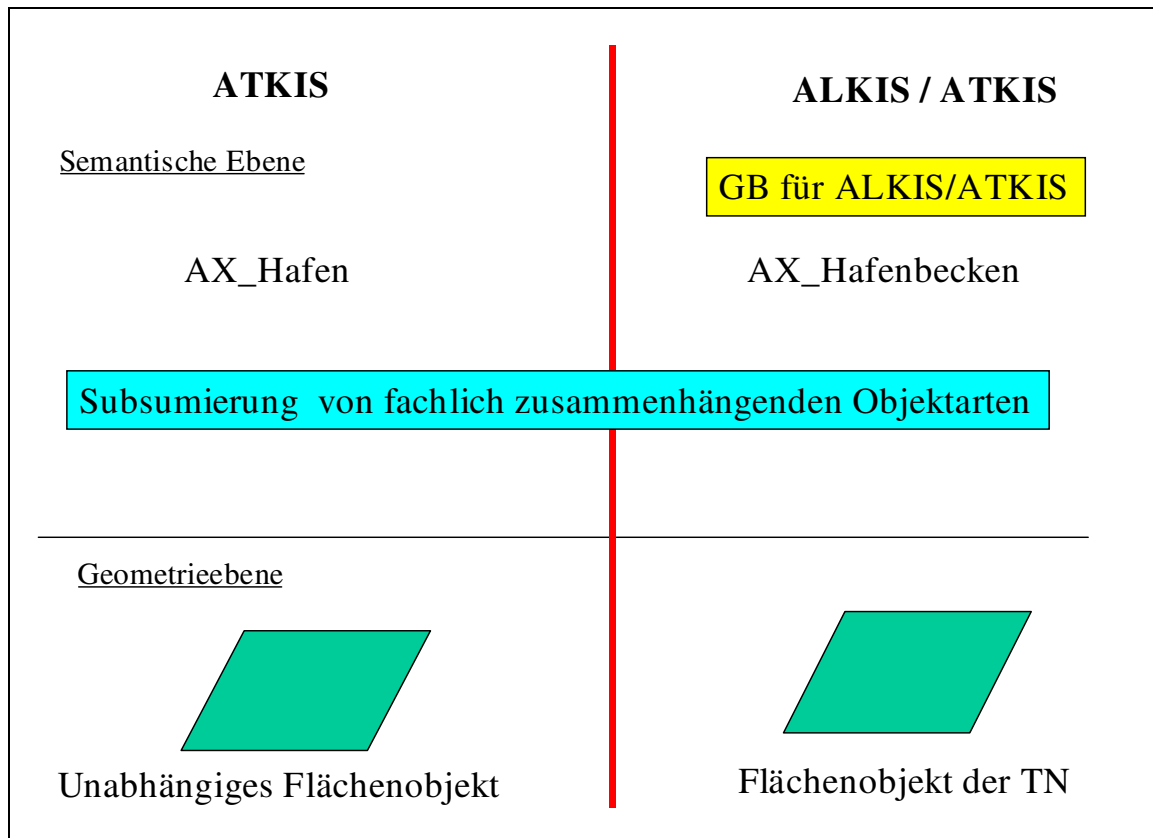 ATKIS
ALKIS / ATKIS
Semantische Ebene
GB für ALKIS/ATKIS
AX_Hafen
AX_Hafenbecken
Subsumierung von fachlich zusammenhängenden Objektarten
Geometrieebene
Unabhängiges Flächenobjekt
Flächenobjekt der TN